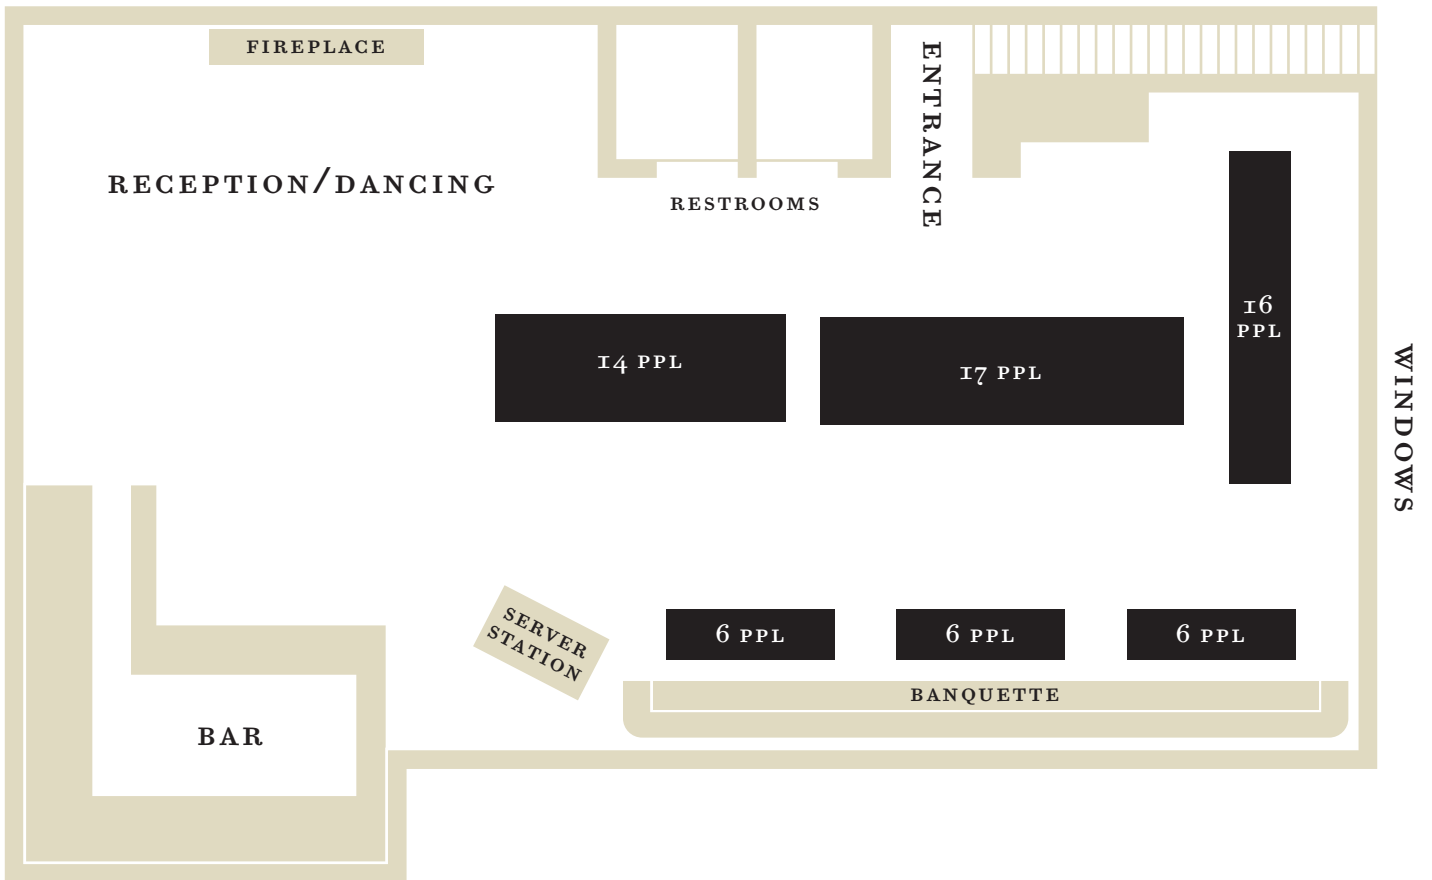 FIREPLACE
ENTRANCE
RECEPTION/DANCING
RESTROOMS
16
PPL
14 PPL
17 PPL
WINDOWS
SERVER
STATION
6 PPL
6 PPL
6 PPL
BANQUETTE
BAR